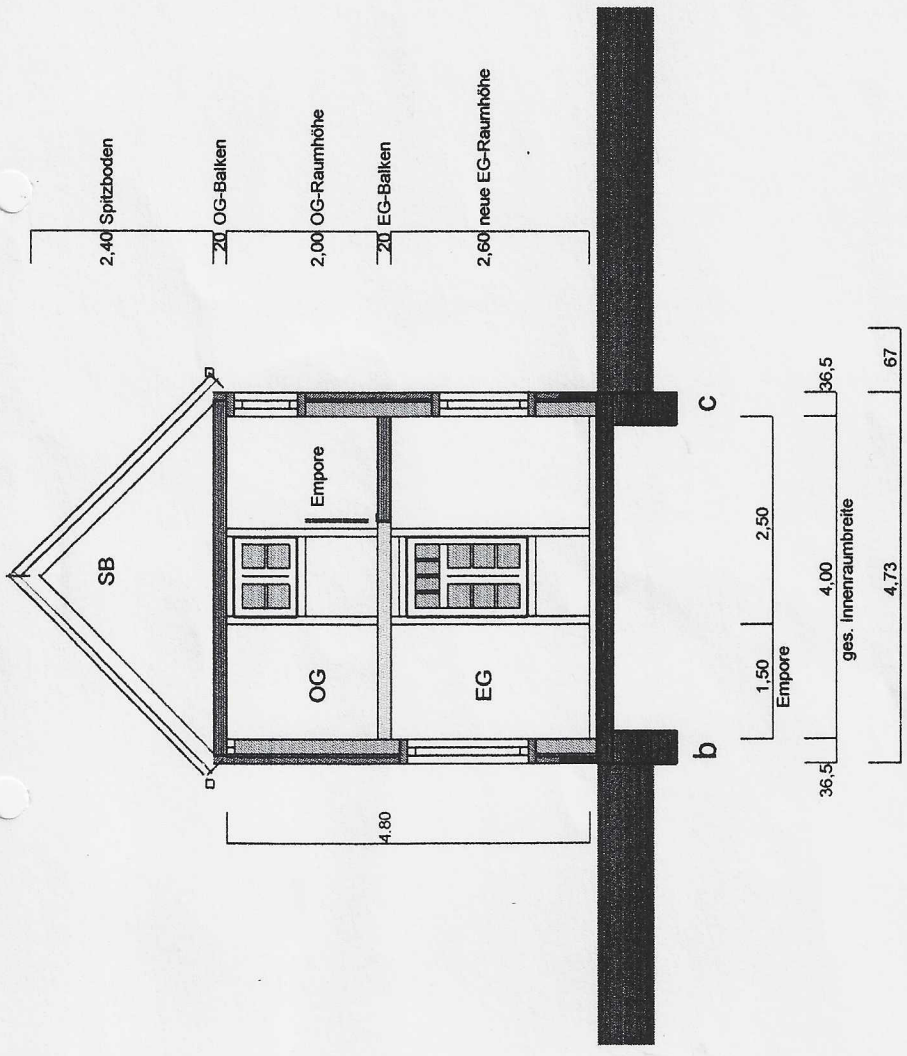 2,40 Spitzboden
20 OG-Balken
2,00 OG-Raumhöhe
20 EG-Balken
2,60 neue EG-Raumhöhe
SB
Empore
OG
EG
4.80
b
c
1,50
2,50
Empore
36,5
4,00
36,5
ges. Innenraumbreite
4,73
67